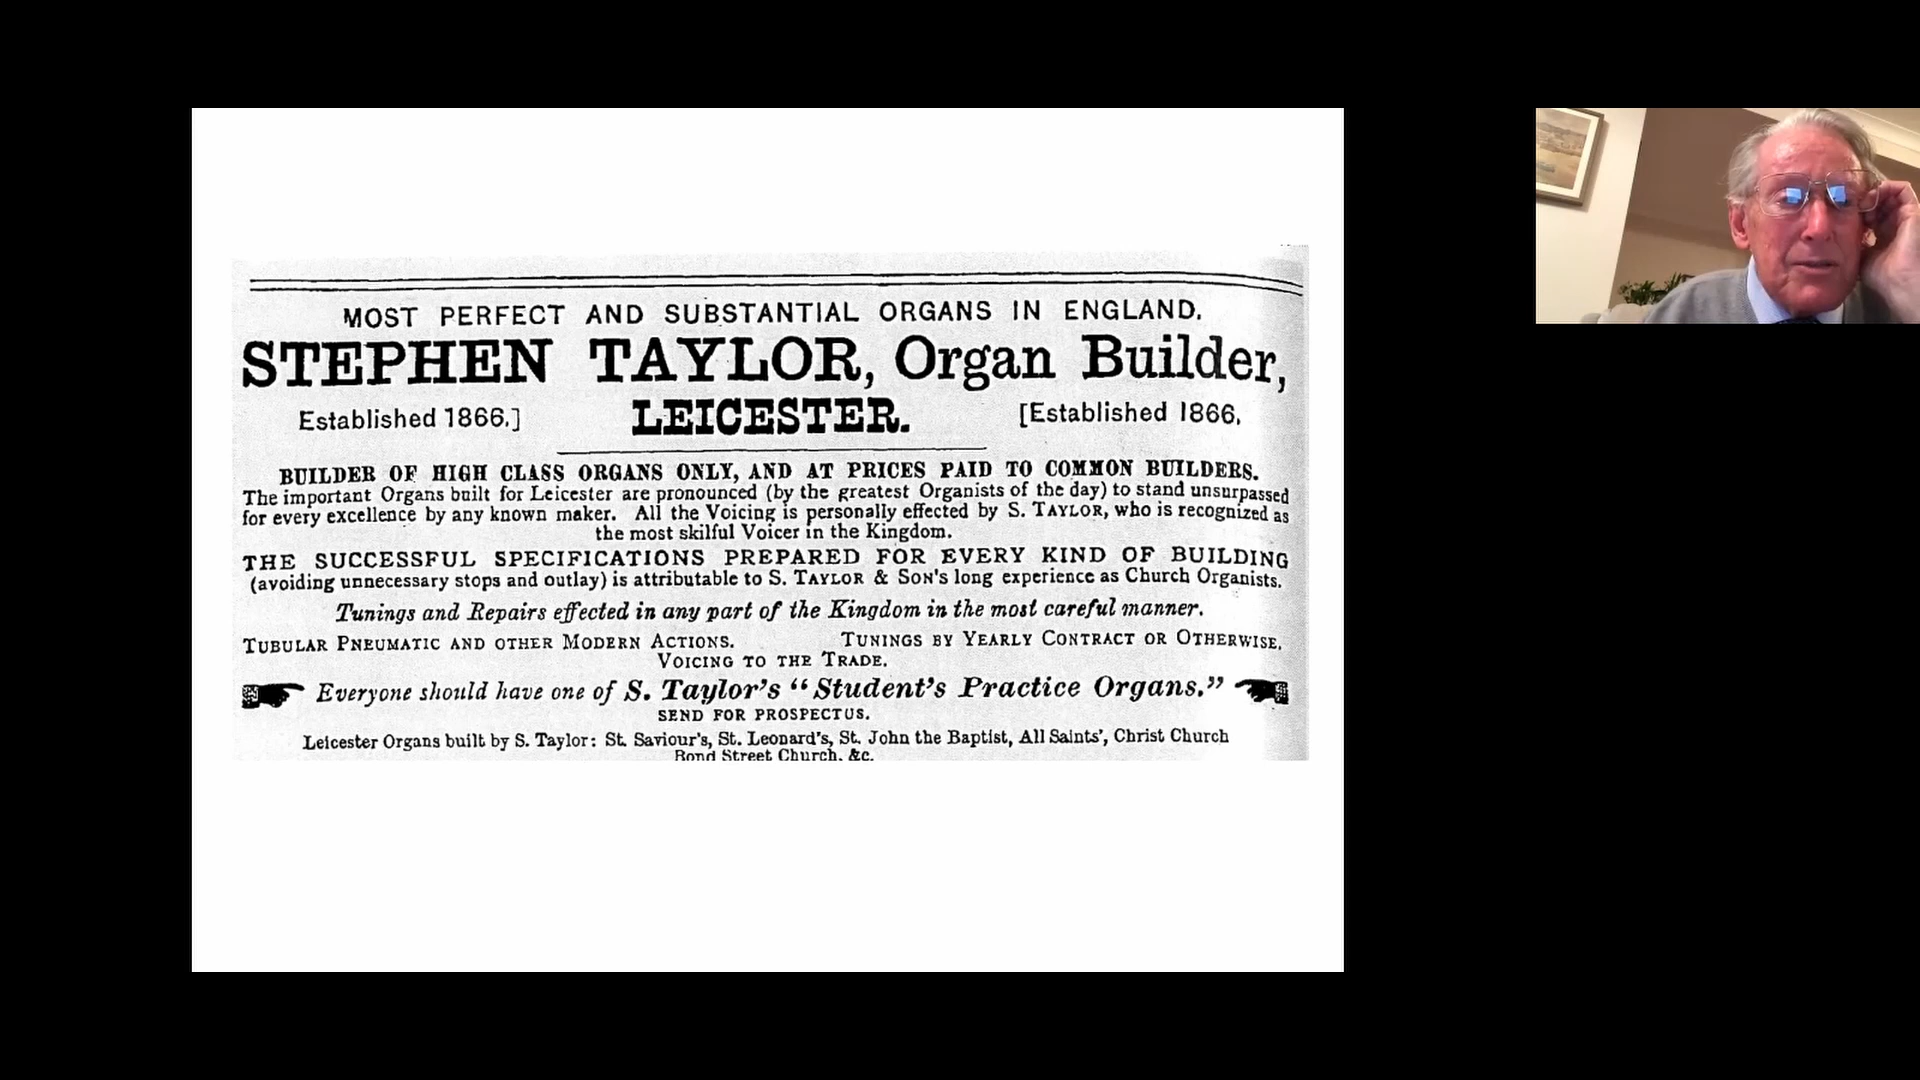 MOST PERFECT AND SUBSTANTIAL ORGANS IN ENGLAND.
STEPHEN TAYLOR, Organ Builder,
Established 1866.] LEICESTER. [Established 1866,
BUILDER OF HIGH CLASS ORGANS ONLY, AND AT PRICES PAID TO COMMON BUILDERS.
The important Organs built for Leicester are pronounced (by the greatest Organists of the day) to stand unsurpassed
for every excellence by any known maker. All the Voicing is personally effected by S. TAYLOR, who is recognized as
the most skilful Voicer in the Kingdom.
THE SUCCESSFUL SPECIFICATIONS PREPARED FOR EVERY KIND OF BUILDING
(avoiding unnecessary stops and outlay) is attributable to S. TAYLOR & SON'S long experience as Church Organists.
Tunings and Repairs effected in any part of the Kingdom in the most careful manner.
TUBULAR PNEUMATIC AND OTHER MODERN ACTIONS. TUNINGS BY YEARLY CONTRACT OR OTHERWISE.
VOICING TO THE TRADE.
Everyone should have one of S. Taylor's "Student's Practice Organs."
SEND FOR PROSPECTUS.
Leicester Organs built by S. Taylor: St. Saviour's, St. Leonard's, St. John the Baptist, All Saints', Christ Church
Bond Street Church, &c.